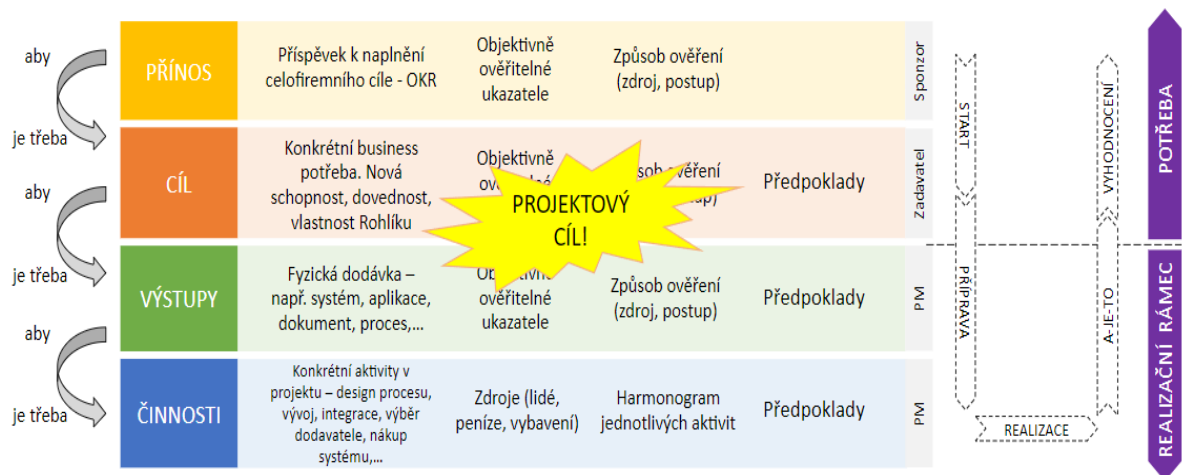 aby
je třeba
aby
je třeba
aby
je třeba
PŘÍNOS
Příspěvek k naplnění
celofiremního cíle - OKR
Objektivně
ověřitelné
ukazatele
Způsob ověření
(zdroj, postup)
Sponzor
CÍL
Konkrétní business
potřeba. Nová
schopnost, dovednost,
vlastnost Rohlíku
Objektivně
PROJEKTOVÝ
CÍL!
Předpoklady
Zadavatel
VÝSTUPY
Fyzická dodávka –
např. systém, aplikace,
dokument, proces,...
ověřitelné
ukazatele
Způsob ověření
(zdroj, postup)
Předpoklady
PM
ČINNOSTI
Konkrétní aktivity v
projektu – design procesu,
vývoj, integrace, výběr
dodavatele, nákup
systému,...
Zdroje (lidé,
peníze, vybavení)
Harmonogram
jednotlivých aktivit
Předpoklady
PM
START
PŘÍPRAVA
REALIZACE
A-JE-TO
VYHODNOCENÍ
POTŘEBA
REALIZAČNÍ RÁMEC